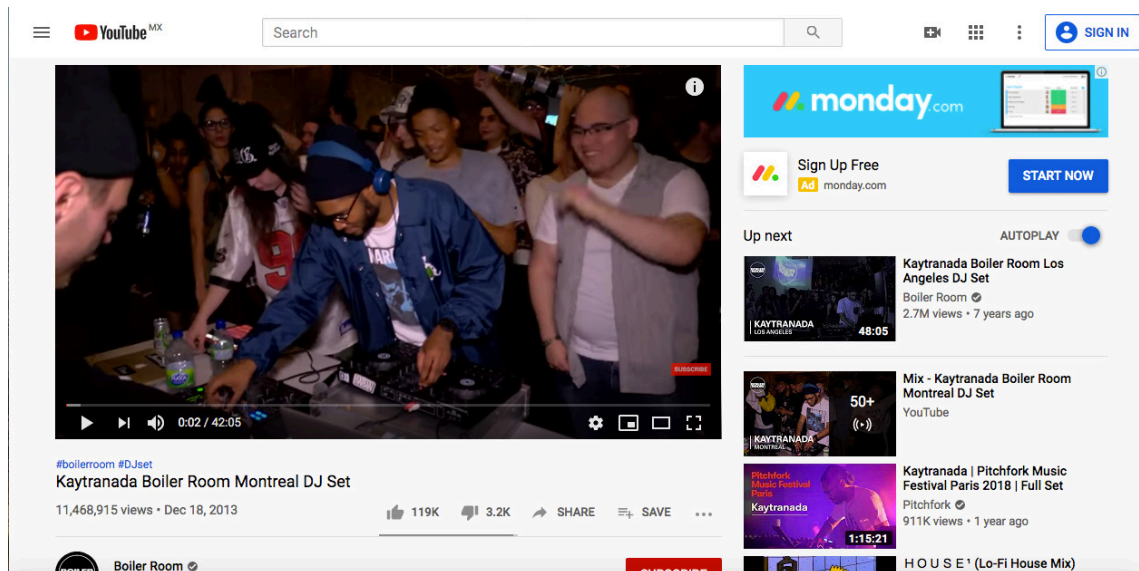 YouTube MX
Search
SIGN IN
SUBSCRIBE
0:02 / 42:05
#boilerroom #DJset
Kaytranada Boiler Room Montreal DJ Set
11,468,915 views • Dec 18, 2013
119K
3.2K
SHARE
SAVE
Boiler Room
SUBSCRIBE
monday.com
Sign Up Free
Ad monday.com
START NOW
Up next
AUTOPLAY
KAYTRANADA
LOS ANGELES
48:05
Kaytranada Boiler Room Los
Angeles DJ Set
Boiler Room
2.7M views • 7 years ago
KAYTRANADA
MONTREAL
50+
Mix - Kaytranada Boiler Room
Montreal DJ Set
YouTube
Pitchfork
Music Festival
Paris
Kaytranada
1:15:21
Kaytranada | Pitchfork Music
Festival Paris 2018 | Full Set
Pitchfork
911K views • 1 year ago
H O U S E ¹ (Lo-Fi House Mix)